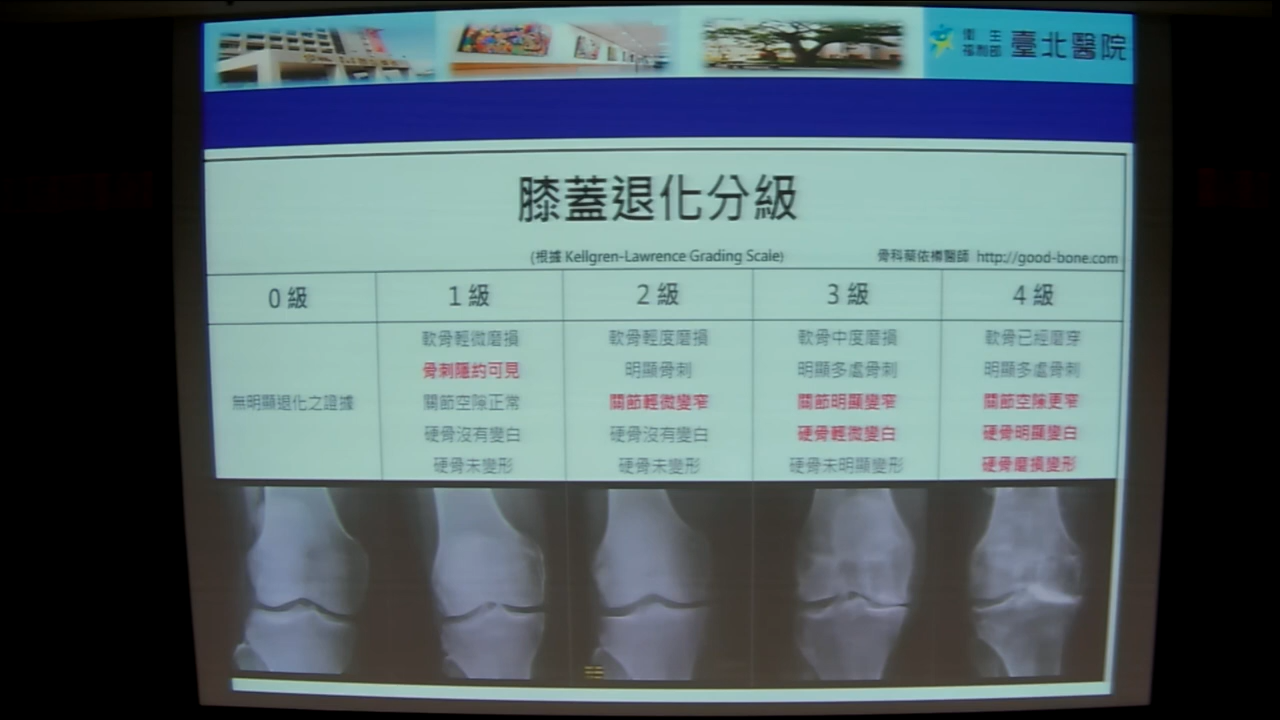 衛生
福利部
臺北醫院
膝蓋退化分級
(根據 Kellgren-Lawrence Grading Scale)
骨科蔡依樽醫師 http://good-bone.com
0 級
1 級
2 級
3 級
4 級
無明顯退化之證據
軟骨輕微磨損
骨刺隱約可見
關節空隙正常
硬骨沒有變白
硬骨未變形
軟骨輕度磨損
明顯骨刺
關節輕微變窄
硬骨沒有變白
硬骨未變形
軟骨中度磨損
明顯多處骨刺
關節明顯變窄
硬骨輕微變白
硬骨未明顯變形
軟骨已經磨穿
明顯多處骨刺
關節空隙更窄
硬骨明顯變白
硬骨磨損變形